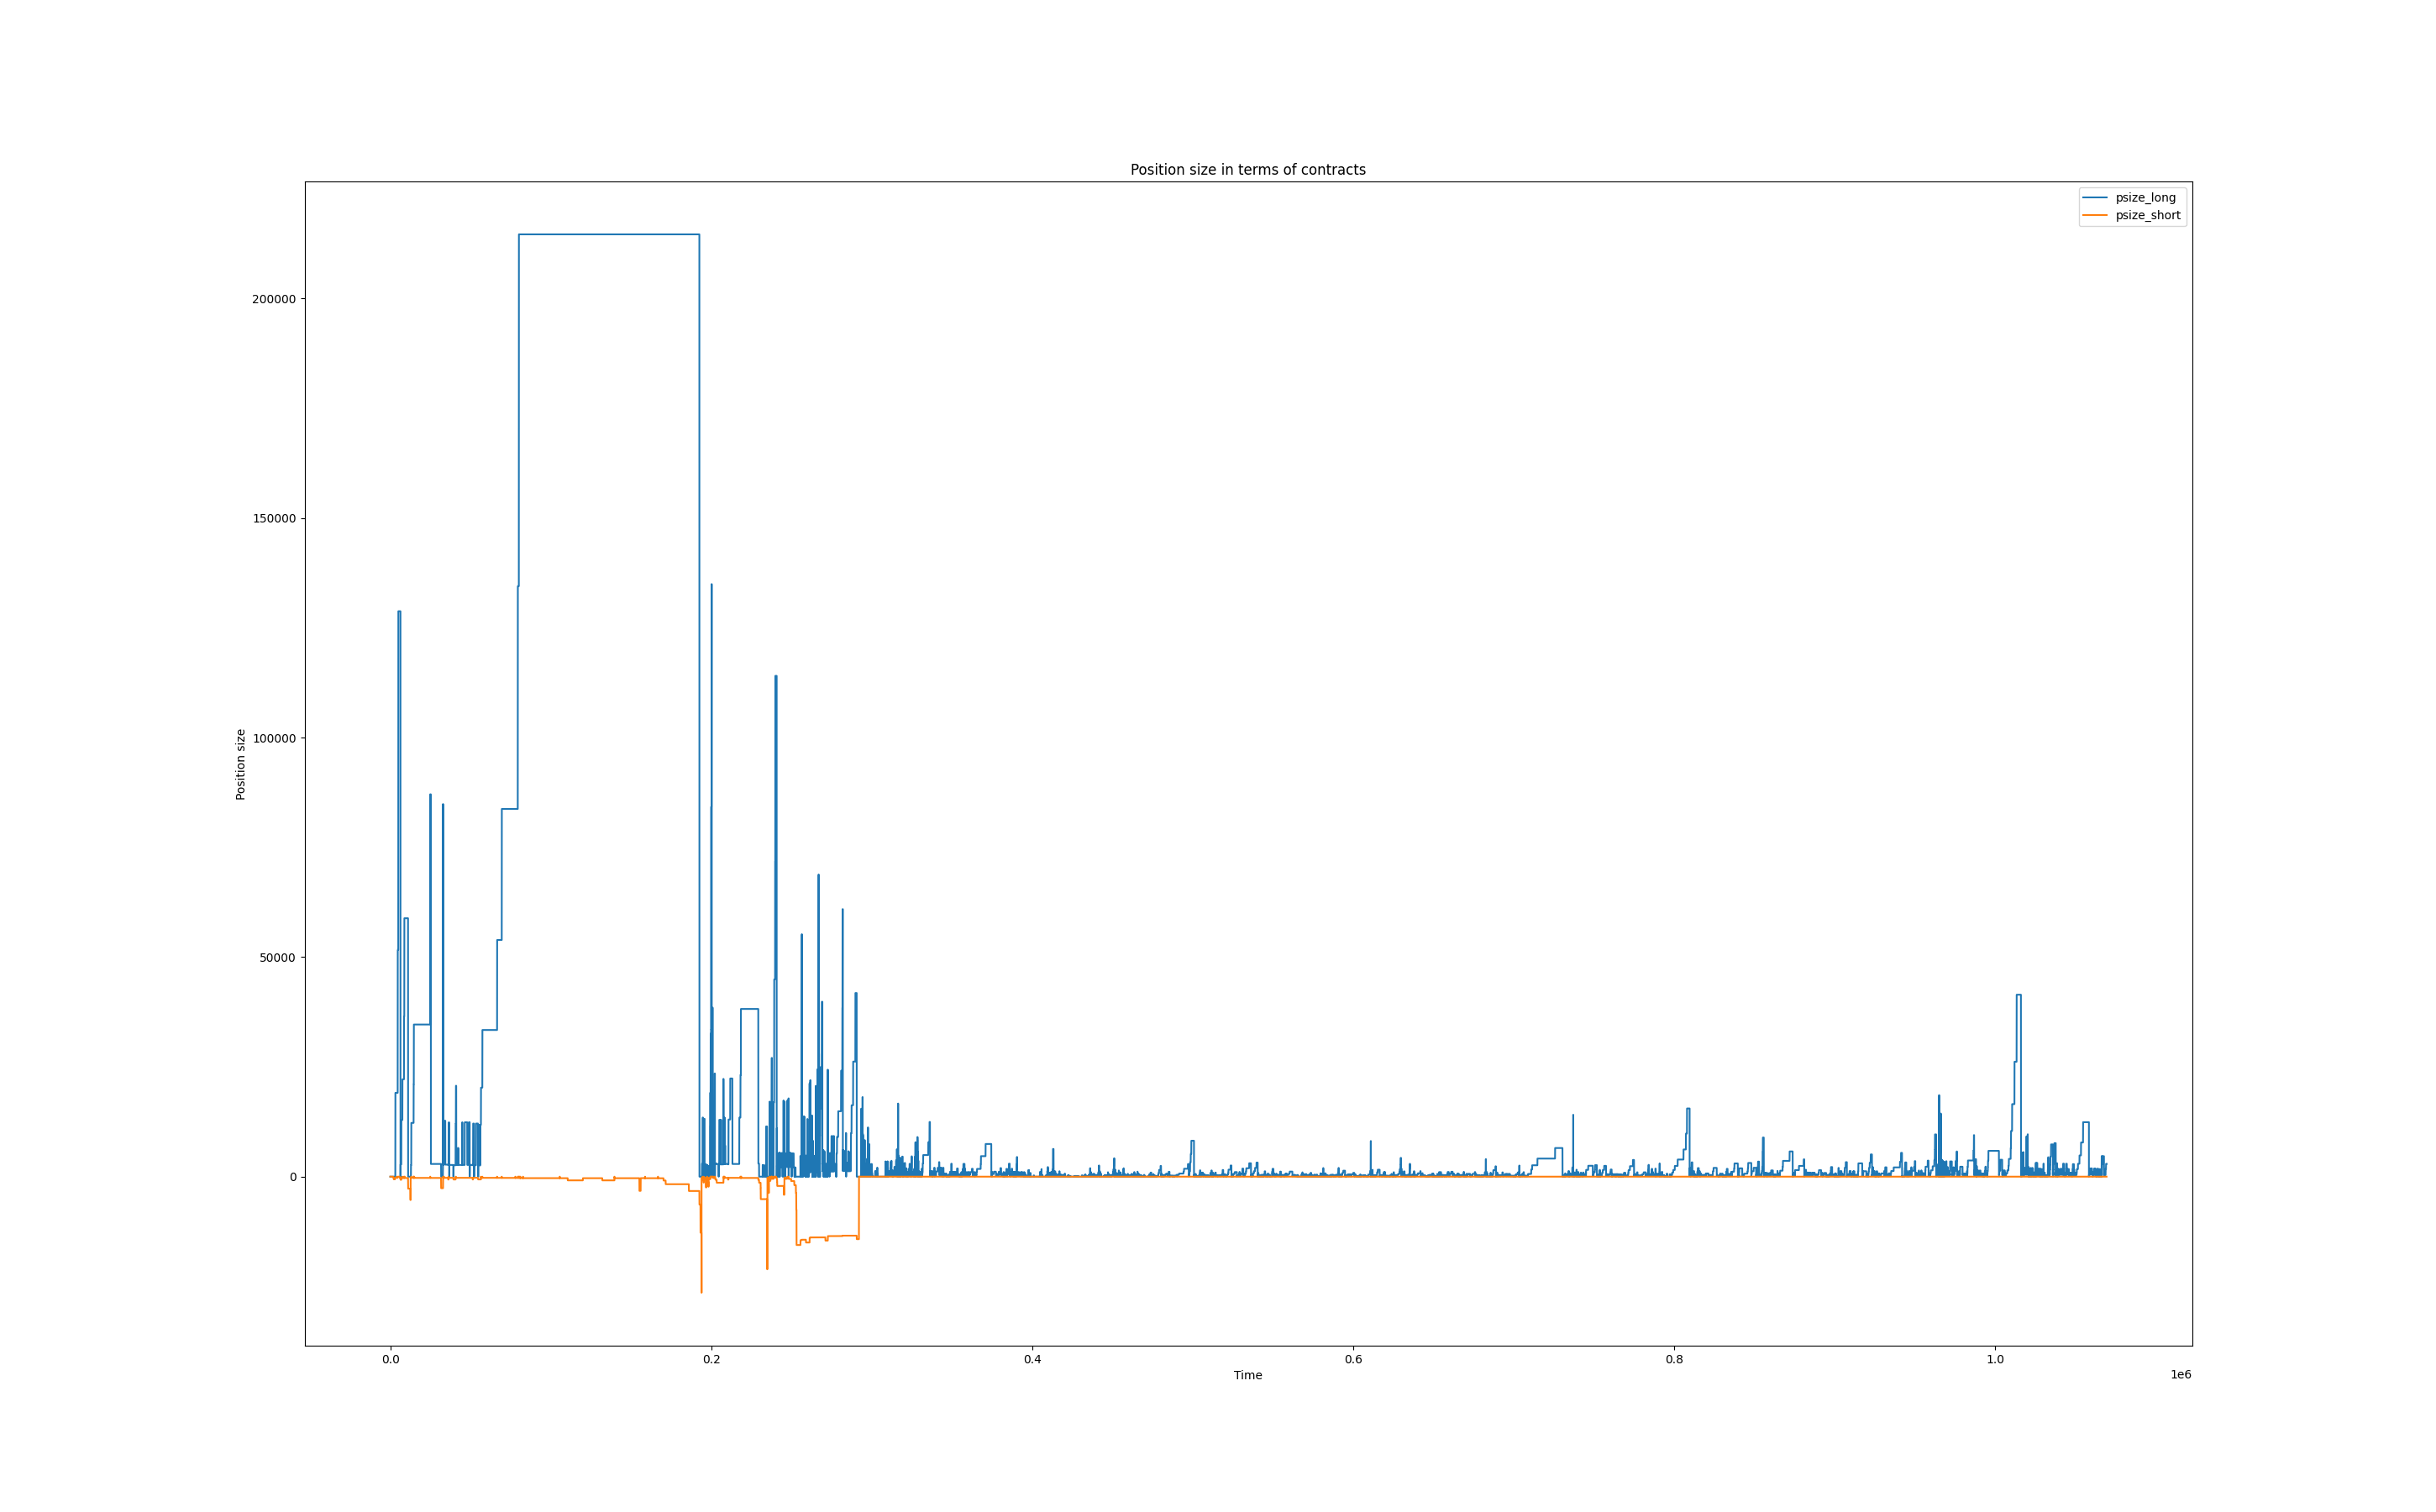 Position size in terms of contracts
psize_long
psize_short
200000
150000
100000
50000
0
Position size
0.0 0.2 0.4 0.6 0.8 1.0
Time
1e6